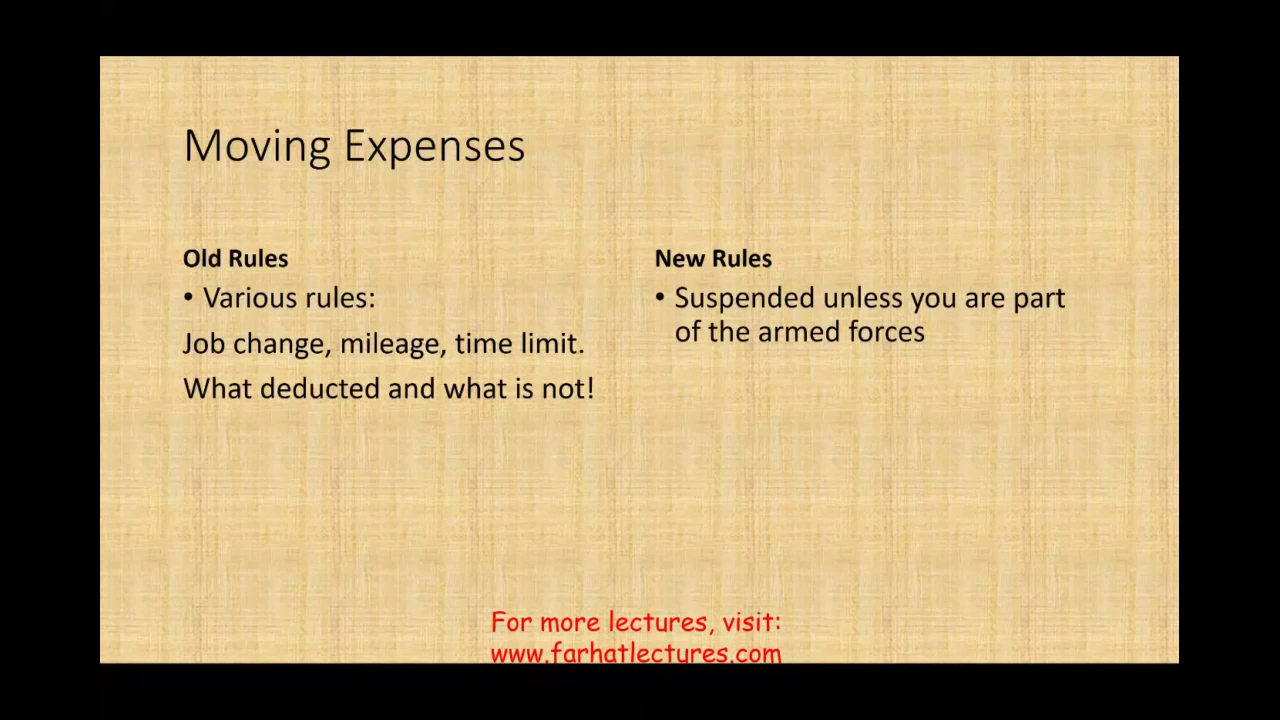 Moving Expenses
Old Rules
• Various rules:
Job change, mileage, time limit.
What deducted and what is not!
New Rules
• Suspended unless you are part
of the armed forces
For more lectures, visit:
www.farhatlectures.com